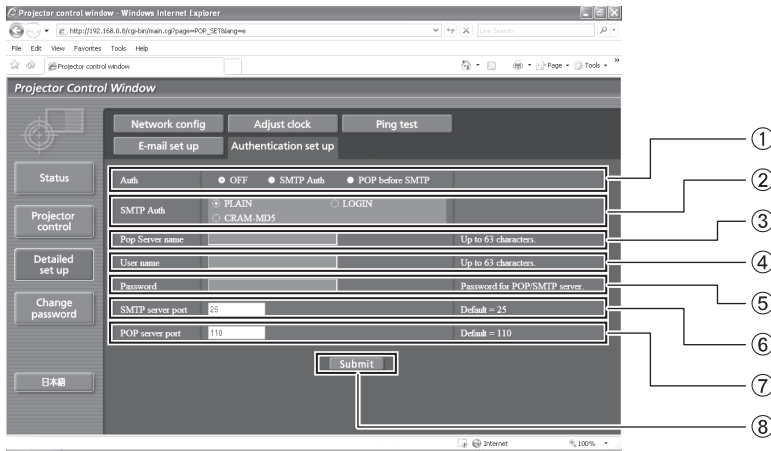 Projector control window - Windows Internet Explorer
http://192.168.0.8/cgi-bin/main.cgi?page=POP_SET&lang=e
Live Search
File Edit View Favorites Tools Help
Projector control window
Page Tools »
Projector Control Window
Network config Adjust clock Ping test
E-mail set up Authentication set up
Status
Projector control
Detailed set up
Change password
日本語
Auth OFF SMTP Auth POP before SMTP
SMTP Auth PLAIN LOGIN
CRAM-MD5
Pop Server name Up to 63 characters.
User name Up to 63 characters.
Password Password for POP/SMTP server.
SMTP server port 25 Default = 25
POP server port 110 Default = 110
Submit
Internet 100%
①
②
③
④
⑤
⑥
⑦
⑧